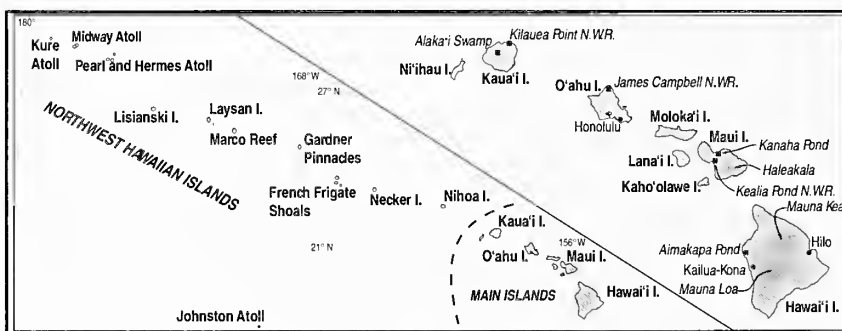 180°
Kure
Atoll
Midway Atoll
Pearl and Hermes Atoll
Lisianski I.
Laysan I.
Marco Reef
168°W
27° N
Gardner
Pinnacles
NORTHWEST HAWAIIAN ISLANDS
French Frigate
Shoals
Necker I.
Nihoa I.
21° N
Johnston Atoll
Kaua'i I.
O'ahu I.
156°W
Maui I.
MAIN ISLANDS
Hawai'i I.
Alaka'i Swamp
Kilauea Point N.W.R.
Ni'ihau I.
Kaua'i I.
O'ahu I.
James Campbell N.WR.
Honolulu
Moloka'i I.
Maui I.
Kanaha Pond
Lana'i I.
Haleakala
Kaho'olawe I.
Kealia Pond N.W.R.
Mauna Kea
Aimakapa Pond
Hilo
Kailua-Kona
Mauna Loa
Hawai'i I.